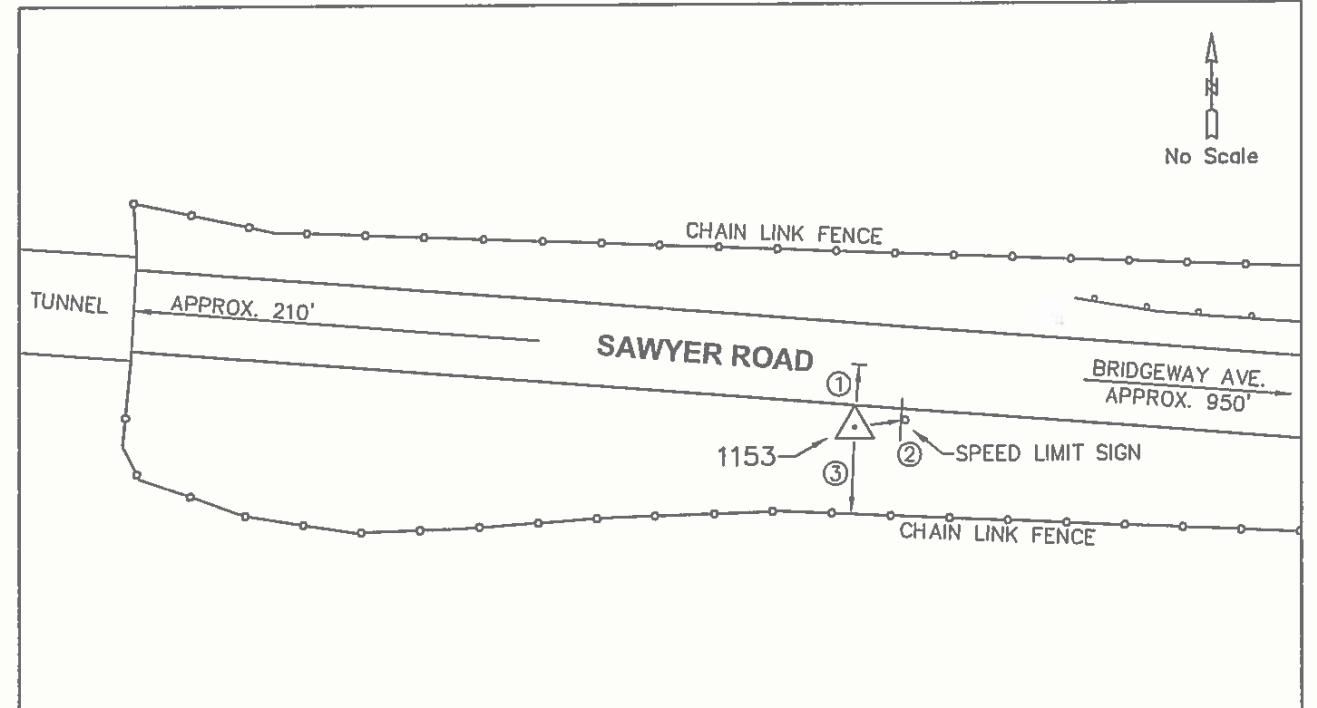 N
No Scale
CHAIN LINK FENCE
TUNNEL
APPROX. 210'
SAWYER ROAD
BRIDGEWAY AVE.
APPROX. 950'
1
1153
2
SPEED LIMIT SIGN
3
CHAIN LINK FENCE